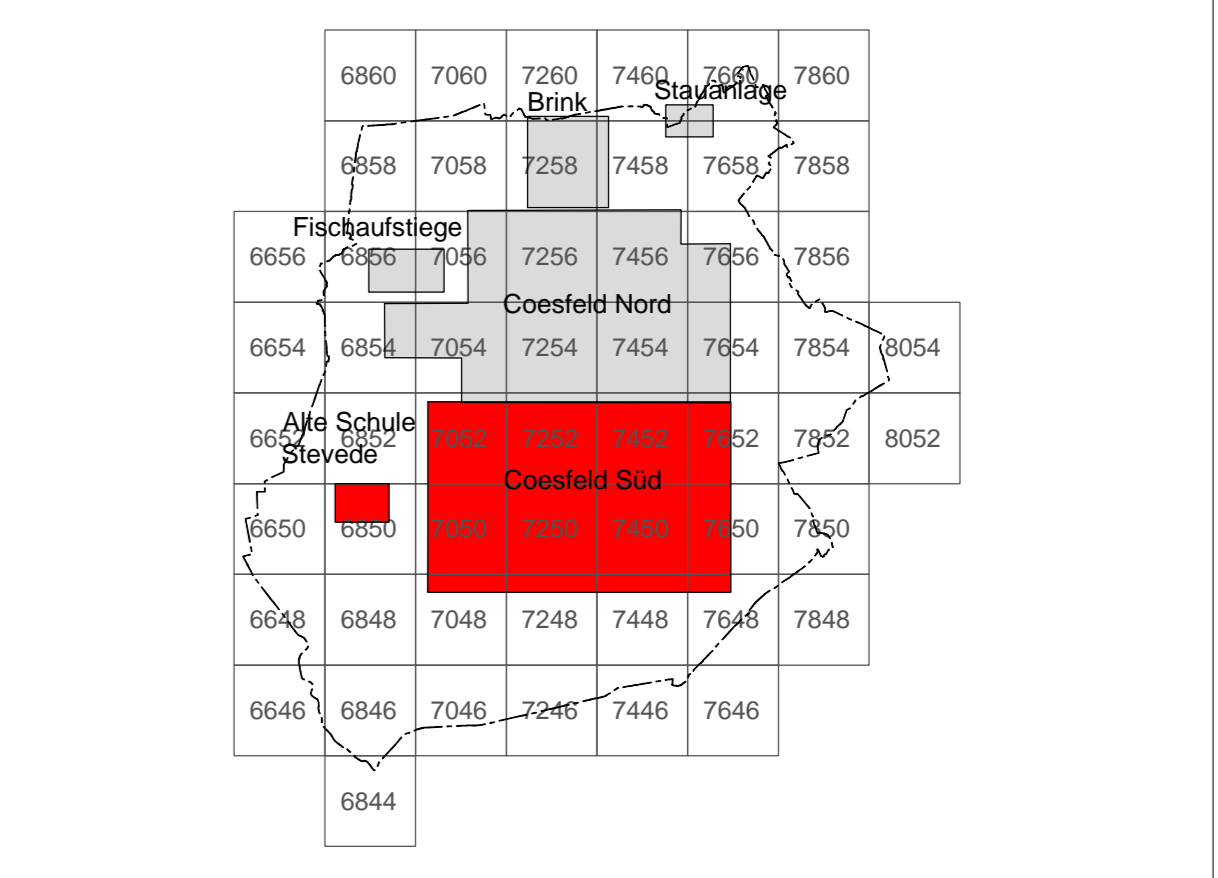 6860 7060 7260 7460 7660 7860
Stauanlage
Brink
6858 7058 7258 7458 7658 7858
Fischaufstiege
6656 6856 7056 7256 7456 7656 7856
Coesfeld Nord
6654 6854 7054 7254 7454 7654 7854 8054
Alte Schule
Stevede
6652 6852 7052 7252 7452 7652 7852 8052
Coesfeld Süd
6650 6850 7050 7250 7450 7650 7850
6648 6848 7048 7248 7448 7648 7848
6646 6846 7046 7246 7446 7646
6844